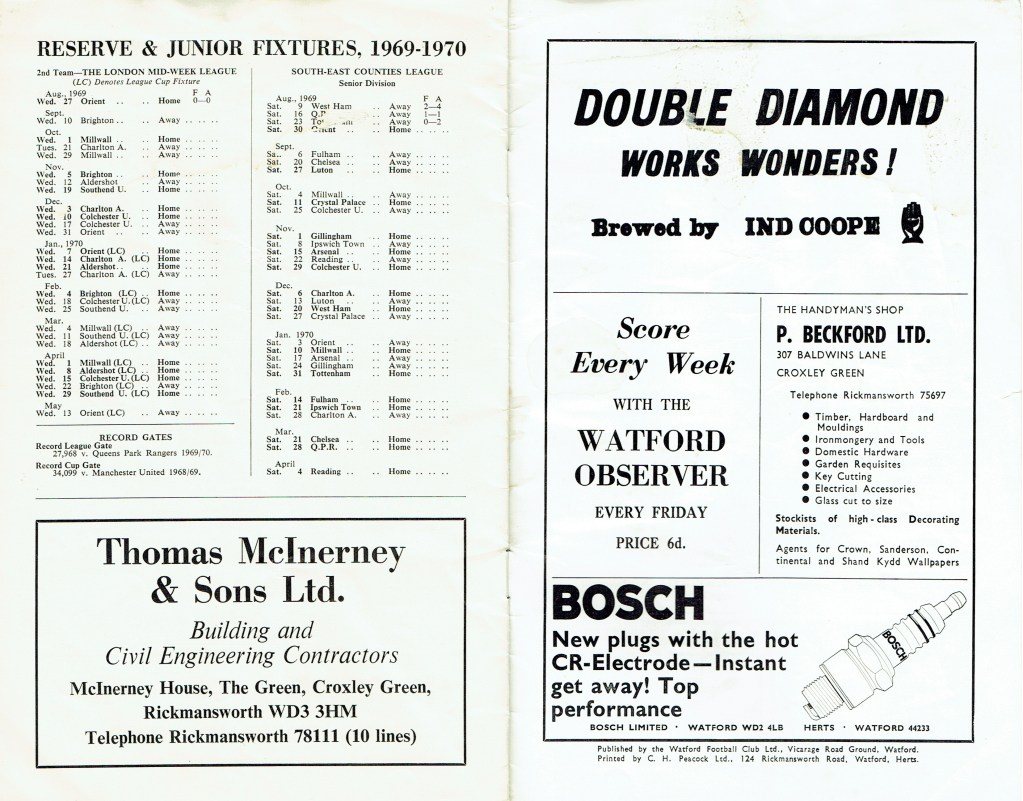 RESERVE & JUNIOR FIXTURES, 1969-1970
2nd Team—THE LONDON MID-WEEK LEAGUE
(LC) Denotes League Cup Fixture
Aug., 1969 F A
Wed. 27 Orient .. .. Home 0—0
Sept.
Wed. 10 Brighton .. .. Away .. .. ..
Oct.
Wed. 1 Millwall .. .. Home .. .. ..
Tues. 21 Charlton A. .. Away .. .. ..
Wed. 29 Millwall .. .. Away .. .. ..
Nov.
Wed. 5 Brighton .. .. Home .. .. ..
Wed. 12 Aldershot .. Away .. .. ..
Wed. 19 Southend U. .. Home .. .. ..
Dec.
Wed. 3 Charlton A. .. Home .. .. ..
Wed. 10 Colchester U. .. Home .. .. ..
Wed. 17 Colchester U. .. Away .. .. ..
Wed. 31 Orient .. .. Away .. .. ..
Jan., 1970
Wed. 7 Orient (LC) .. Home .. .. ..
Wed. 14 Charlton A. (LC) Home .. .. ..
Wed. 21 Aldershot .. .. Home .. .. ..
Tues. 27 Charlton A. (LC) Away .. .. ..
Feb.
Wed. 4 Brighton (LC) .. Home .. .. ..
Wed. 18 Colchester U. (LC) Away .. .. ..
Wed. 25 Southend U. .. Away .. .. ..
Mar.
Wed. 4 Millwall (LC) .. Away .. .. ..
Wed. 11 Southend U. (LC) Away .. .. ..
Wed. 18 Aldershot (LC) .. Away .. .. ..
April
Wed. 1 Millwall (LC) .. Home .. .. ..
Wed. 8 Aldershot (LC) .. Home .. .. ..
Wed. 15 Colchester U. (LC) Home .. .. ..
Wed. 22 Brighton (LC) .. Away .. .. ..
Wed. 29 Southend U. (LC) Home .. .. ..
May
Wed. 13 Orient (LC) .. Away .. .. ..
RECORD GATES
Record League Gate
27,968 v. Queens Park Rangers 1969/70.
Record Cup Gate
34,099 v. Manchester United 1968/69.
SOUTH-EAST COUNTIES LEAGUE
Senior Division
Aug., 1969 F A
Sat. 9 West Ham .. Away 2—4
Sat. 16 Q.P .. Away 1—1
Sat. 23 .. Away 0—2
Sat. 30 Orient .. Home .. .. ..
Sept.
Sat. 6 Fulham .. .. Away .. .. ..
Sat. 20 Chelsea .. .. Away .. .. ..
Sat. 27 Luton .. .. Home .. .. ..
Oct.
Sat. 4 Millwall .. .. Away .. .. ..
Sat. 11 Crystal Palace .. Home .. .. ..
Sat. 25 Colchester U. .. Away .. .. ..
Nov.
Sat. 1 Gillingham .. Home .. .. ..
Sat. 8 Ipswich Town .. Away .. .. ..
Sat. 15 Arsenal .. .. Home .. .. ..
Sat. 22 Reading .. .. Away .. .. ..
Sat. 29 Colchester U. .. Home .. .. ..
Dec.
Sat. 6 Charlton A. .. Home .. .. ..
Sat. 13 Luton .. .. Away .. .. ..
Sat. 20 West Ham .. Home .. .. ..
Sat. 27 Crystal Palace .. Away .. .. ..
Jan. 1970
Sat. 3 Orient .. .. Away .. .. ..
Sat. 10 Millwall .. .. Home .. .. ..
Sat. 17 Arsenal .. .. Away .. .. ..
Sat. 24 Gillingham .. Away .. .. ..
Sat. 31 Tottenham .. Home .. .. ..
Feb.
Sat. 14 Fulham .. .. Home .. .. ..
Sat. 21 Ipswich Town .. Home .. .. ..
Sat. 28 Charlton A. .. Away .. .. ..
Mar.
Sat. 21 Chelsea .. .. Home .. .. ..
Sat. 28 Q.P.R. .. .. Home .. .. ..
April
Sat. 4 Reading .. .. Home .. .. ..
Thomas McInerney
& Sons Ltd.
Building and
Civil Engineering Contractors
McInerney House, The Green, Croxley Green,
Rickmansworth WD3 3HM
Telephone Rickmansworth 78111 (10 lines)
DOUBLE DIAMOND
WORKS WONDERS!
Brewed by IND COOPE
Score
Every Week
WITH THE
WATFORD
OBSERVER
EVERY FRIDAY
PRICE 6d.
THE HANDYMAN'S SHOP
P. BECKFORD LTD.
307 BALDWINS LANE
CROXLEY GREEN
Telephone Rickmansworth 75697
● Timber, Hardboard and
Mouldings
● Ironmongery and Tools
● Domestic Hardware
● Garden Requisites
● Key Cutting
● Electrical Accessories
● Glass cut to size
Stockists of high-class Decorating
Materials.
Agents for Crown, Sanderson, Con-
tinental and Shand Kydd Wallpapers
BOSCH
New plugs with the hot
CR-Electrode—Instant
get away! Top
performance
BOSCH
BOSCH LIMITED · WATFORD WD2 4LB HERTS · WATFORD 44233
Published by the Watford Football Club Ltd., Vicarage Road Ground, Watford.
Printed by C. H. Peacock Ltd., 124 Rickmansworth Road, Watford, Herts.